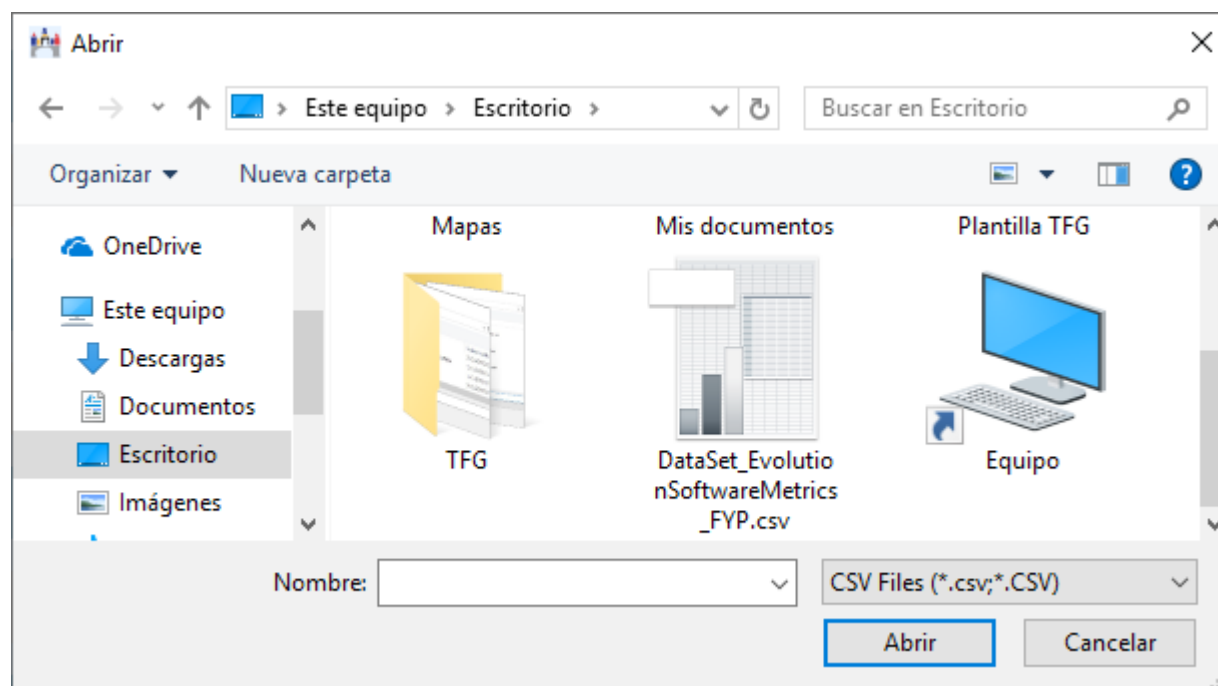 Abrir
Este equipo > Escritorio >
Buscar en Escritorio
Organizar
Nueva carpeta
OneDrive
Este equipo
Descargas
Documentos
Escritorio
Imágenes
Mapas
Mis documentos
Plantilla TFG
TFG
DataSet_Evolutio
nSoftwareMetrics
_FYP.csv
Equipo
Nombre:
CSV Files (*.csv;*.CSV)
Abrir
Cancelar